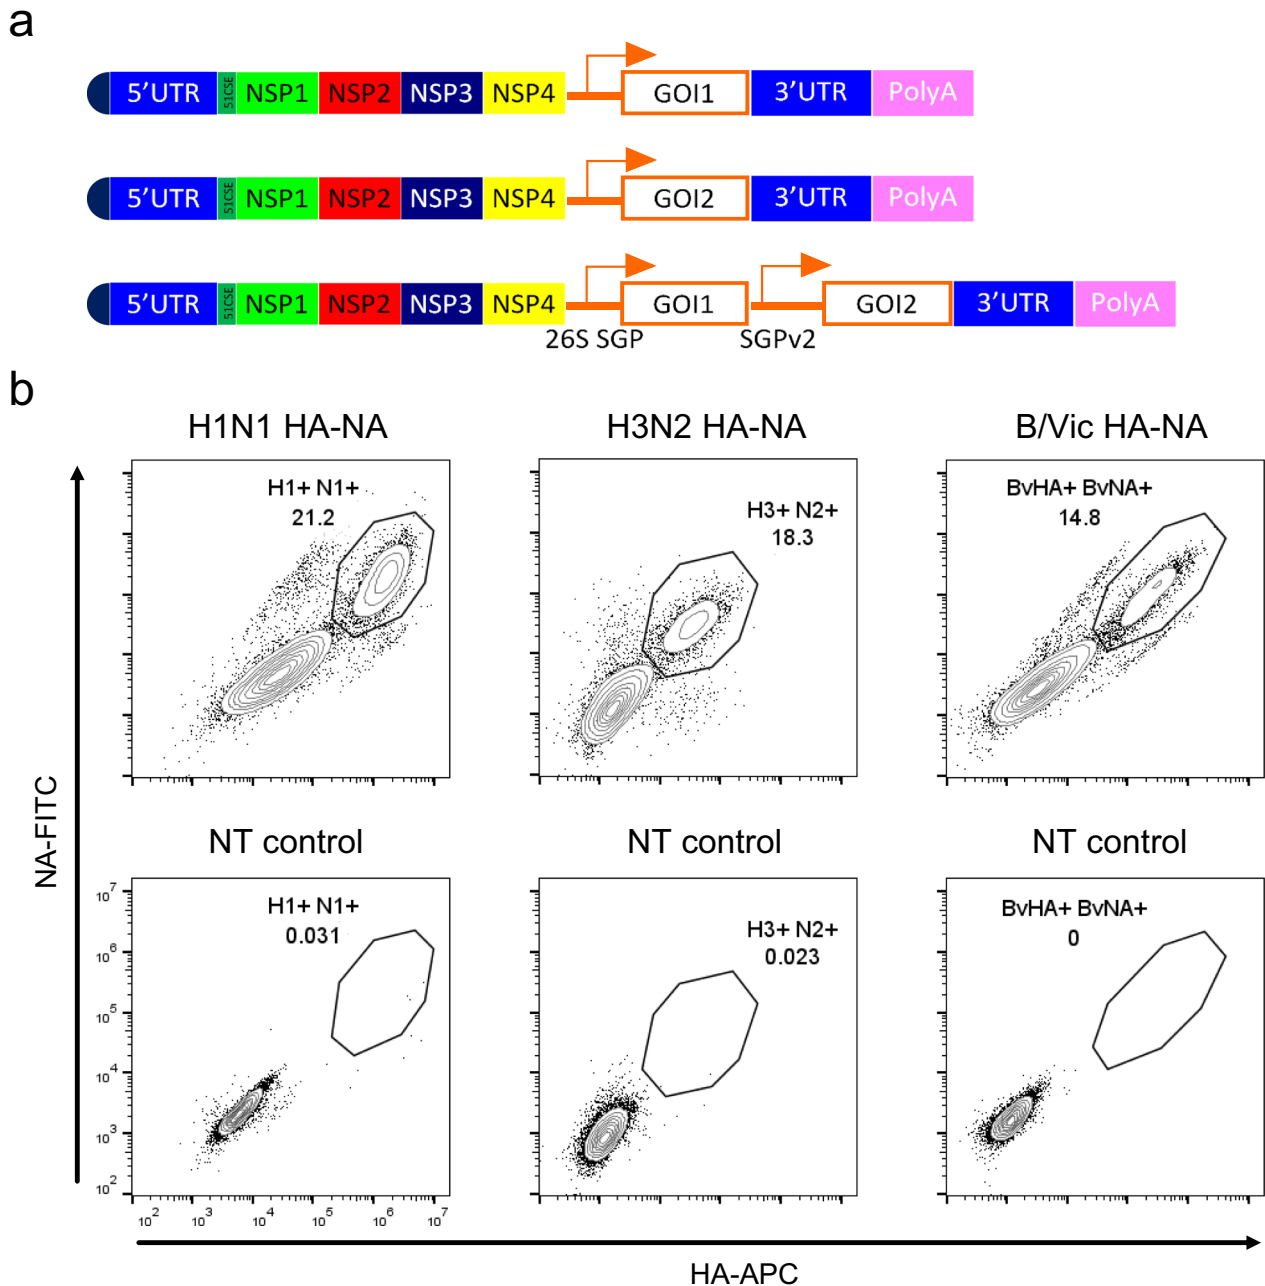 a
5'UTR 51CSE NSP1 NSP2 NSP3 NSP4 GOI1 3'UTR PolyA
5'UTR 51CSE NSP1 NSP2 NSP3 NSP4 GOI2 3'UTR PolyA
5'UTR 51CSE NSP1 NSP2 NSP3 NSP4 GOI1 GOI2 3'UTR PolyA
26S SGP SGPv2
b
H1N1 HA-NA H3N2 HA-NA B/Vic HA-NA
H1+ N1+
21.2
H3+ N2+
18.3
BvHA+ BvNA+
14.8
NA-FITC
NT control NT control NT control
H1+ N1+
0.031
H3+ N2+
0.023
BvHA+ BvNA+
0
10^7
10^6
10^5
10^4
10^3
10^2
10^2 10^3 10^4 10^5 10^6 10^7
HA-APC